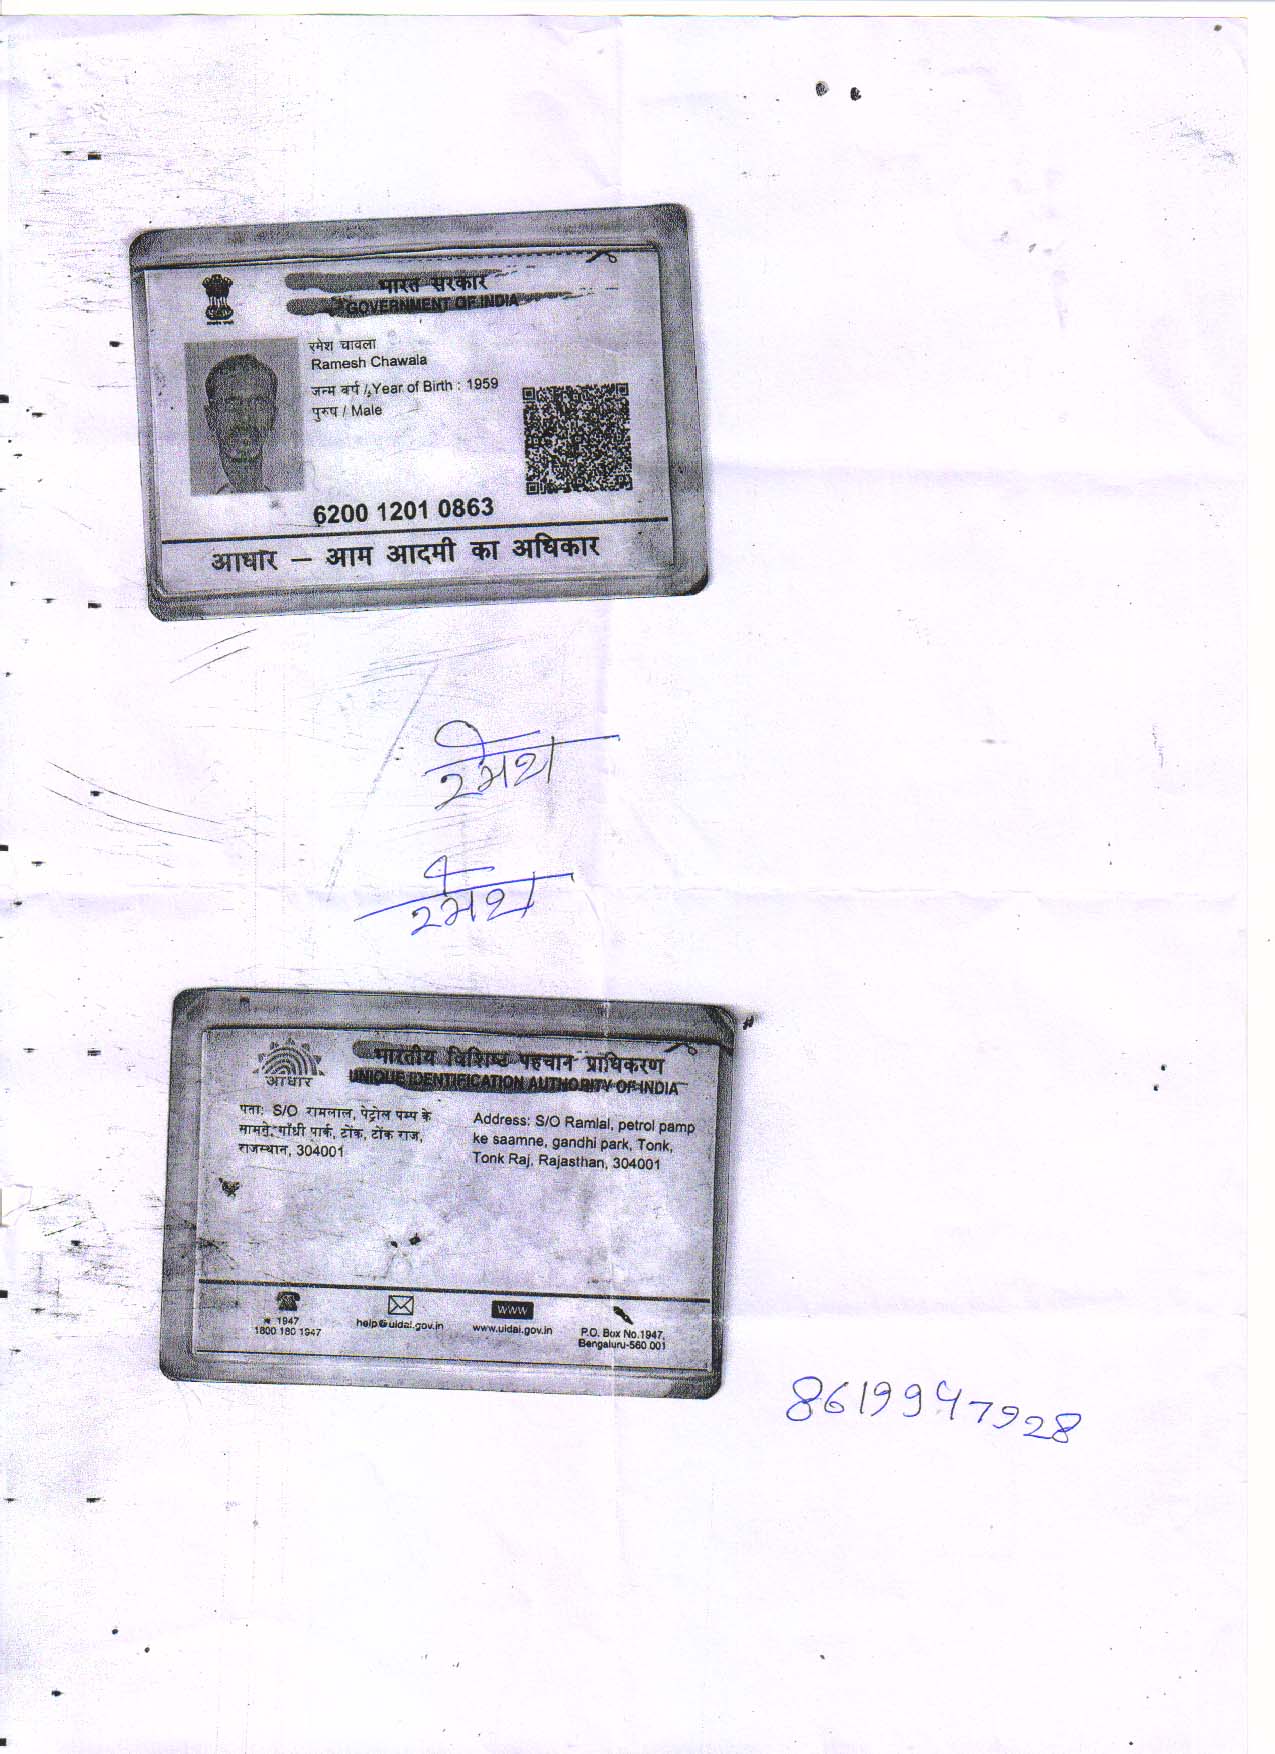 भारत सरकार
GOVERNMENT OF INDIA
रमेश चावला
Ramesh Chawala
जन्म वर्ष / Year of Birth : 1959
पुरुष / Male
6200 1201 0863
आधार – आम आदमी का अधिकार
रमेश
रमेश
भारतीय विशिष्ट पहचान प्राधिकरण
UNIQUE IDENTIFICATION AUTHORITY OF INDIA
आधार
पताः S/O रामलाल, पेट्रोल पम्प के
सामने, गाँधी पार्क, टोंक, टोंक राज,
राजस्थान, 304001
Address: S/O Ramlal, petrol pamp
ke saamne, gandhi park, Tonk,
Tonk Raj, Rajasthan, 304001
1947
1800 180 1947
help@uidai.gov.in
www
www.uidai.gov.in
P.O. Box No.1947,
Bengaluru-560 001
8619947928